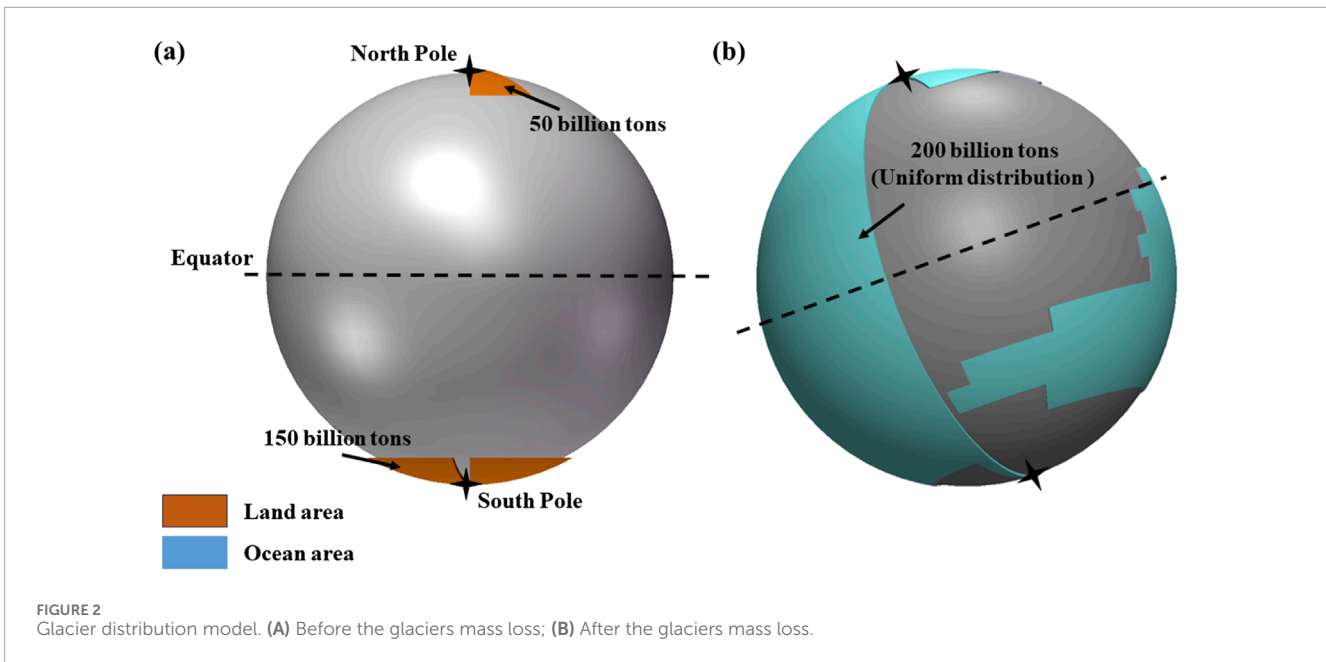 (a)
North Pole
50 billion tons
Equator
150 billion tons
South Pole
Land area
Ocean area
(b)
200 billion tons
(Uniform distribution )
FIGURE 2
Glacier distribution model. (A) Before the glaciers mass loss; (B) After the glaciers mass loss.